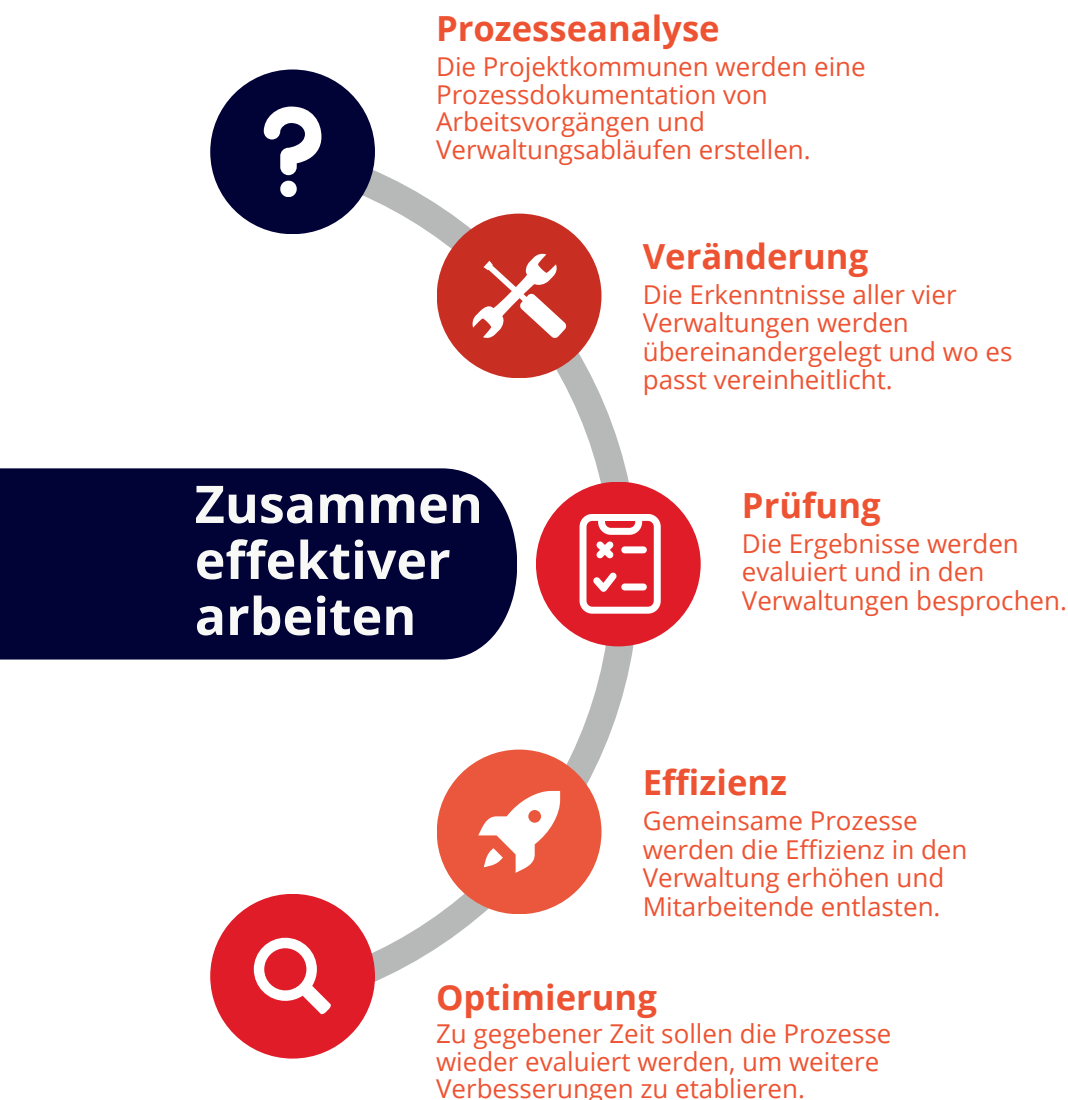 Prozesseanalyse
Die Projektkommunen werden eine
Prozessdokumentation von
Arbeitsvorgängen und
Verwaltungsabläufen erstellen.
Veränderung
Die Erkenntnisse aller vier
Verwaltungen werden
übereinandergelegt und wo es
passt vereinheitlicht.
Zusammen
effektiver
arbeiten
Prüfung
Die Ergebnisse werden
evaluiert und in den
Verwaltungen besprochen.
Effizienz
Gemeinsame Prozesse
werden die Effizienz in den
Verwaltung erhöhen und
Mitarbeitende entlasten.
Optimierung
Zu gegebener Zeit sollen die Prozesse
wieder evaluiert werden, um weitere
Verbesserungen zu etablieren.